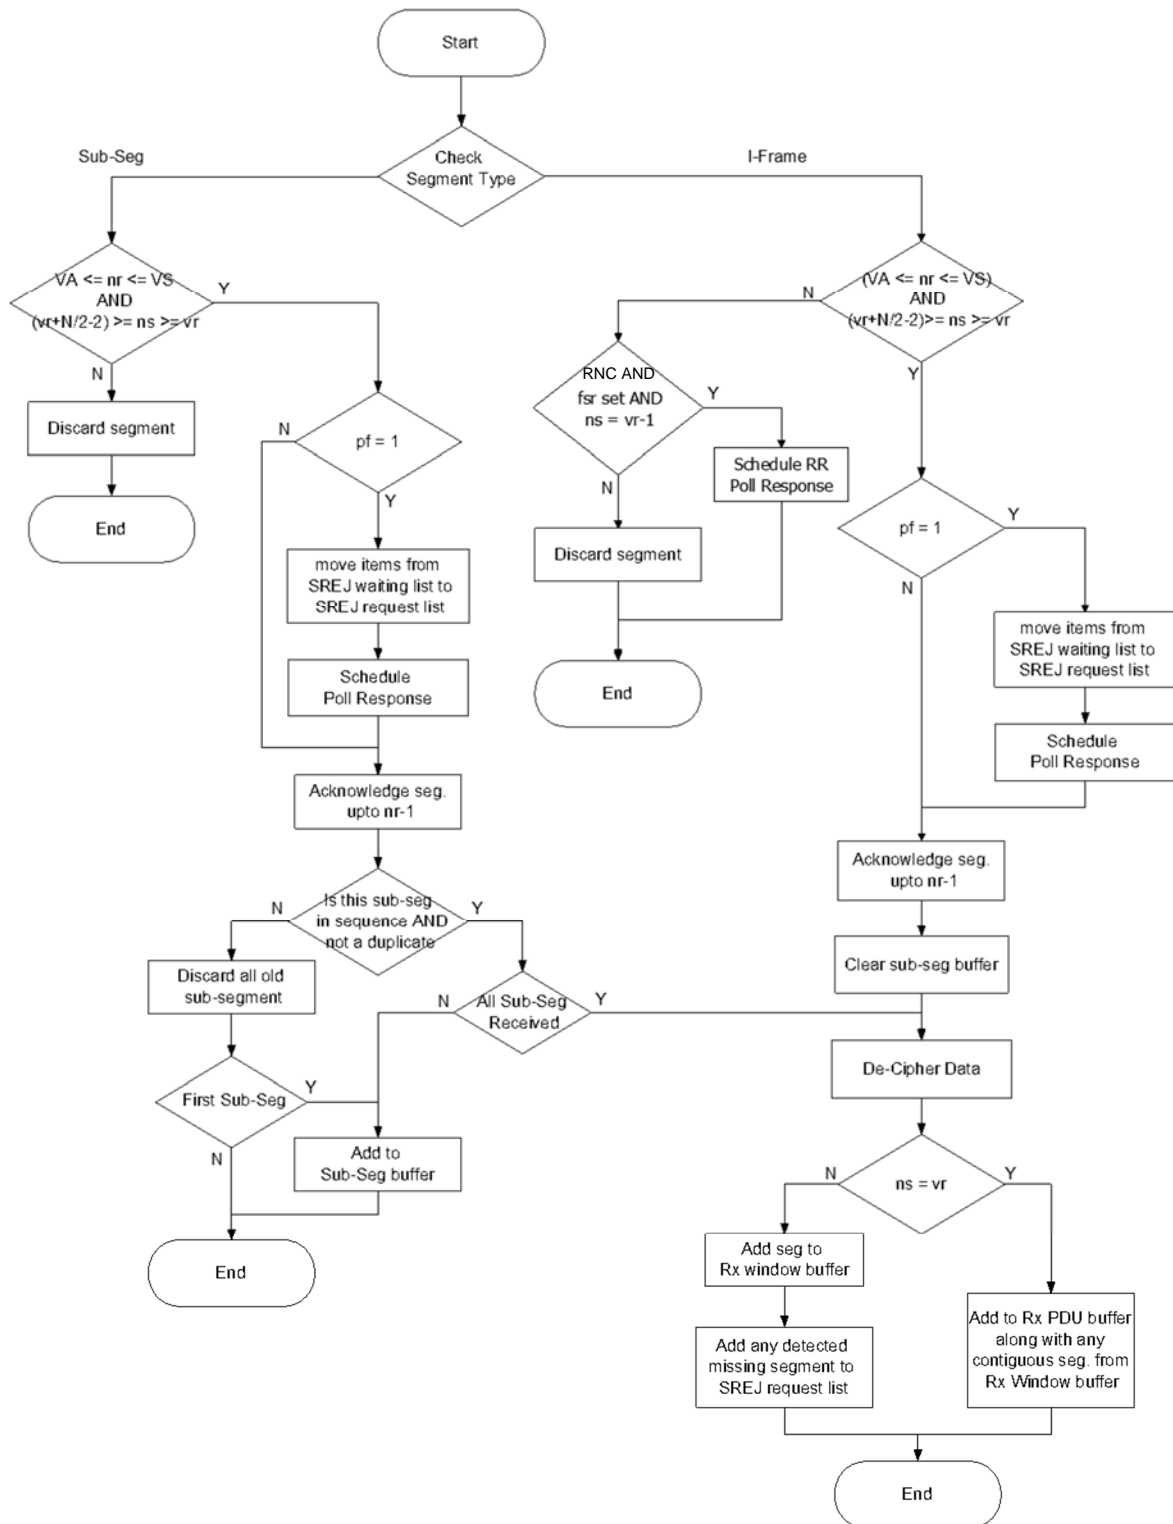 Start
Sub-Seg
Check
Segment Type
I-Frame
VA <= nr <= VS
AND
(vr+N/2-2) >= ns >= vr
Y
N
Discard segment
End
N
pf = 1
Y
move items from
SREJ waiting list to
SREJ request list
Schedule
Poll Response
Acknowledge seg.
upto nr-1
Is this sub-seg
in sequence AND
not a duplicate
N
Y
Discard all old
sub-segment
First Sub-Seg
Y
N
N
All Sub-Seg
Received
Y
Add to
Sub-Seg buffer
End
N
(VA <= nr <= VS)
AND
(vr+N/2-2)>= ns >= vr
Y
RNC AND
fsr set AND
ns = vr-1
Y
Schedule RR
Poll Response
N
Discard segment
End
pf = 1
Y
N
move items from
SREJ waiting list to
SREJ request list
Schedule
Poll Response
Acknowledge seg.
upto nr-1
Clear sub-seg buffer
De-Cipher Data
N
ns = vr
Y
Add seg to
Rx window buffer
Add any detected
missing segment to
SREJ request list
Add to Rx PDU buffer
along with any
contiguous seg. from
Rx Window buffer
End